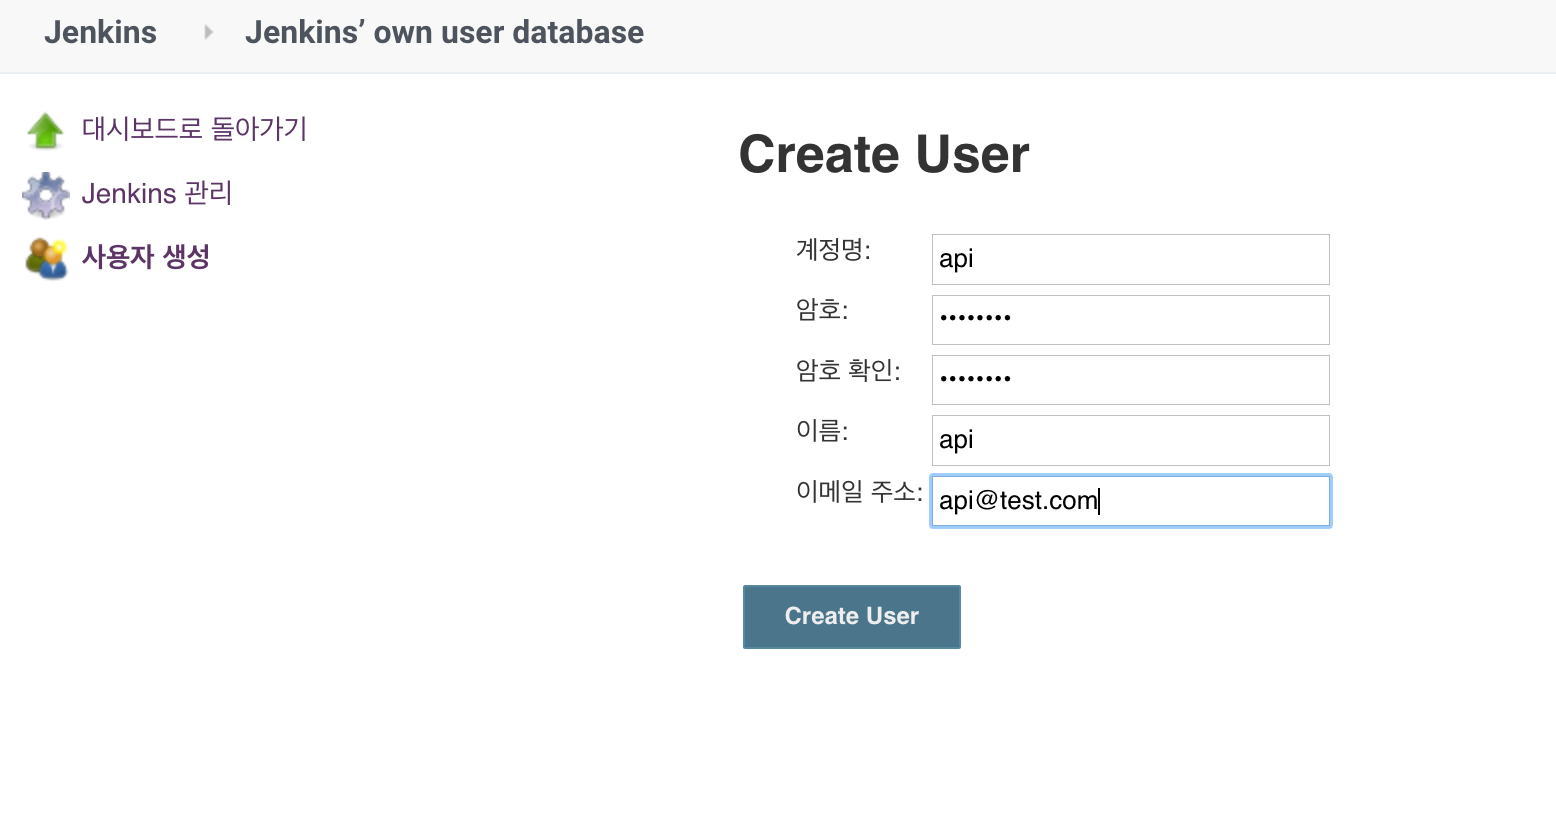 Jenkins
Jenkins’ own user database
대시보드로 돌아가기
Jenkins 관리
사용자 생성
Create User
계정명: api
암호: ••••••••
암호 확인: ••••••••
이름: api
이메일 주소: api@test.com
Create User